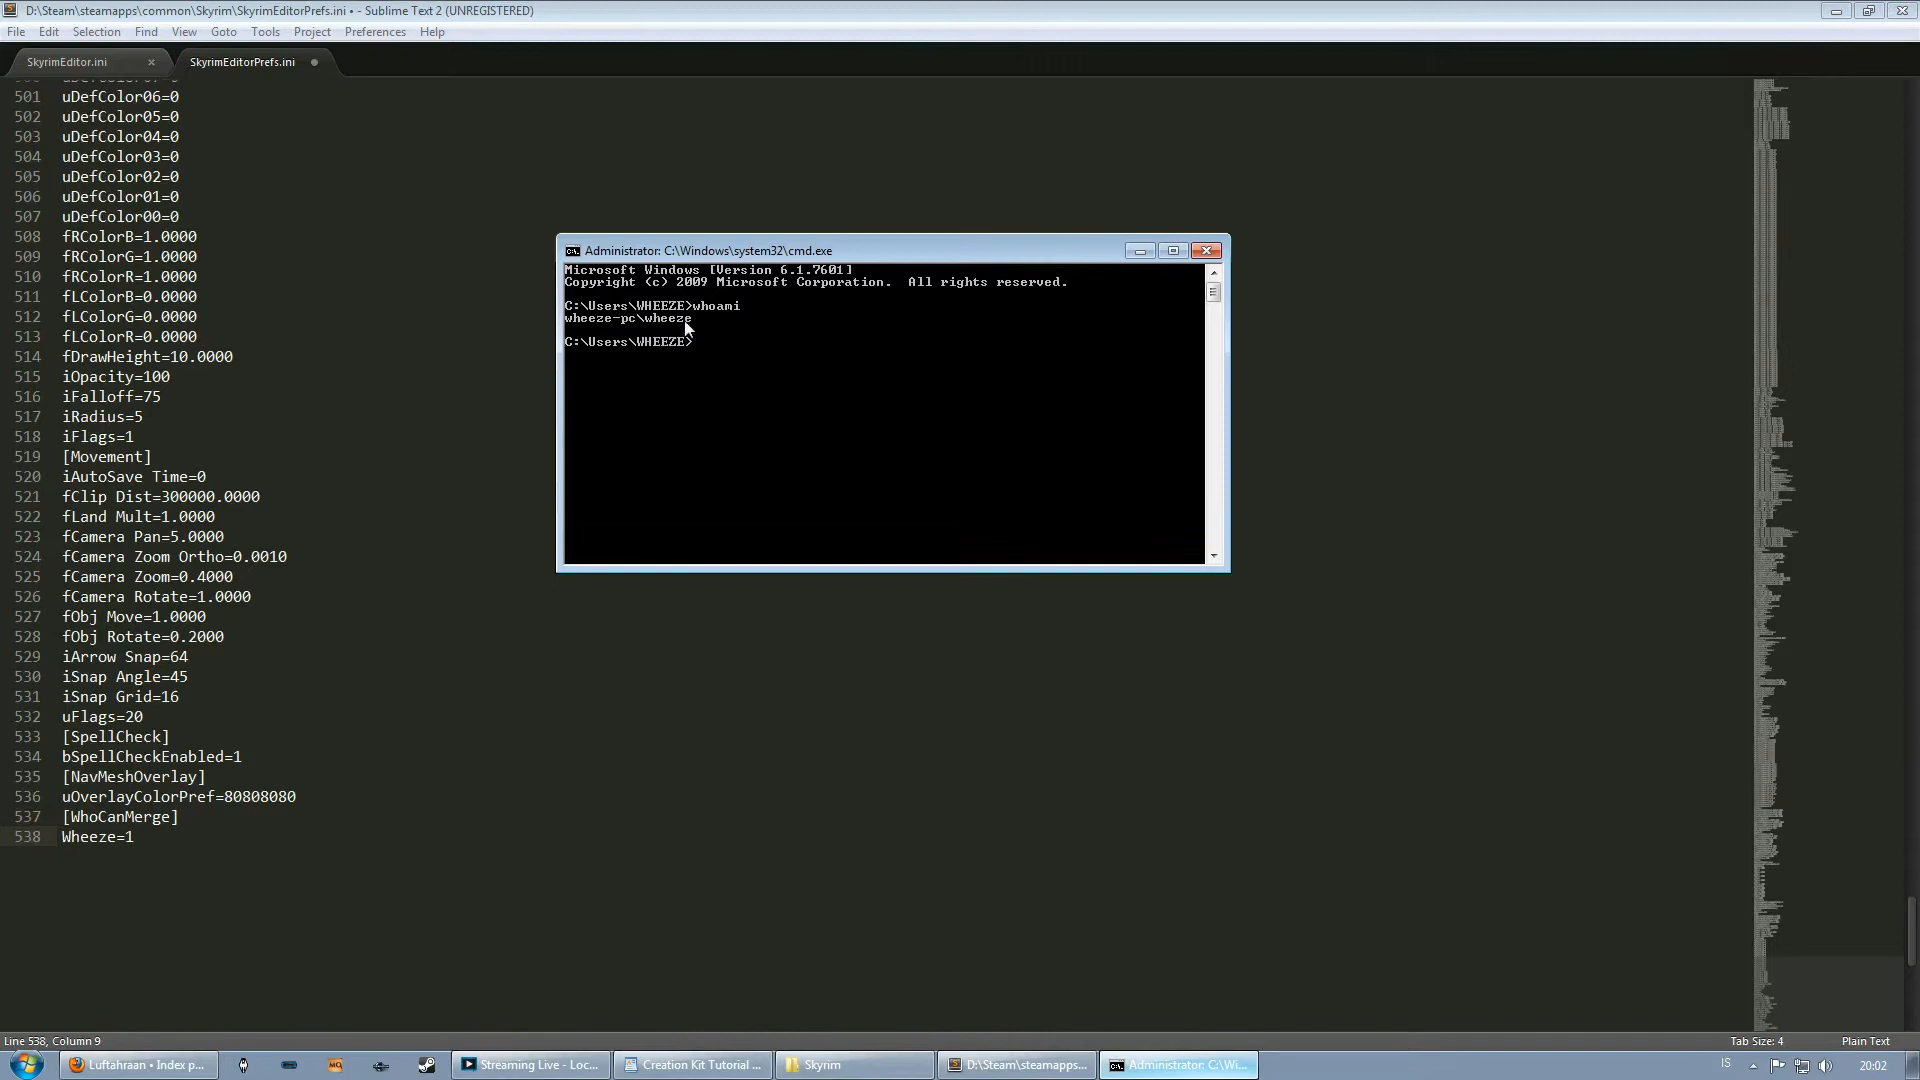 D:\Steam\steamapps\common\Skyrim\SkyrimEditorPrefs.ini • - Sublime Text 2 (UNREGISTERED)
File Edit Selection Find View Goto Tools Project Preferences Help
SkyrimEditor.ini × SkyrimEditorPrefs.ini
501 uDefColor06=0
502 uDefColor05=0
503 uDefColor04=0
504 uDefColor03=0
505 uDefColor02=0
506 uDefColor01=0
507 uDefColor00=0
508 fRColorB=1.0000
509 fRColorG=1.0000
510 fRColorR=1.0000
511 fLColorB=0.0000
512 fLColorG=0.0000
513 fLColorR=0.0000
514 fDrawHeight=10.0000
515 iOpacity=100
516 iFalloff=75
517 iRadius=5
518 iFlags=1
519 [Movement]
520 iAutoSave Time=0
521 fClip Dist=300000.0000
522 fLand Mult=1.0000
523 fCamera Pan=5.0000
524 fCamera Zoom Ortho=0.0010
525 fCamera Zoom=0.4000
526 fCamera Rotate=1.0000
527 fObj Move=1.0000
528 fObj Rotate=0.2000
529 iArrow Snap=64
530 iSnap Angle=45
531 iSnap Grid=16
532 uFlags=20
533 [SpellCheck]
534 bSpellCheckEnabled=1
535 [NavMeshOverlay]
536 uOverlayColorPref=80808080
537 [WhoCanMerge]
538 Wheeze=1
Administrator: C:\Windows\system32\cmd.exe
Microsoft Windows [Version 6.1.7601]
Copyright (c) 2009 Microsoft Corporation.  All rights reserved.
C:\Users\WHEEZE>whoami
wheeze-pc\wheeze
C:\Users\WHEEZE>
Line 538, Column 9
Tab Size: 4
Plain Text
Luftahraan • Index p...
Streaming Live - Loc...
Creation Kit Tutorial ...
Skyrim
D:\Steam\steamapps...
Administrator: C:\Wi...
IS
20:02